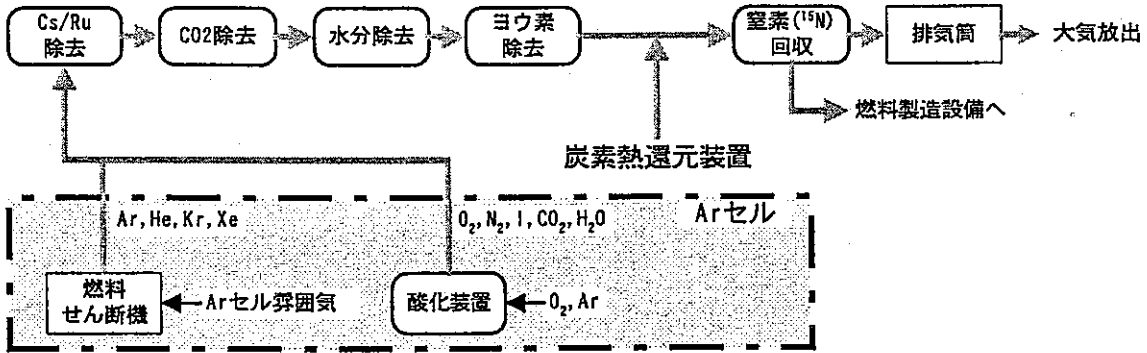 Cs/Ru
除去
CO2除去
水分除去
ヨウ素
除去
窒素(¹⁵N)
回収
排気筒
大気放出
燃料製造設備へ
炭素熱還元装置
Ar,He,Kr,Xe
O₂,N₂,I,CO₂,H₂O
Arセル
燃料
せん断機
Arセル雰囲気
酸化装置
O₂,Ar